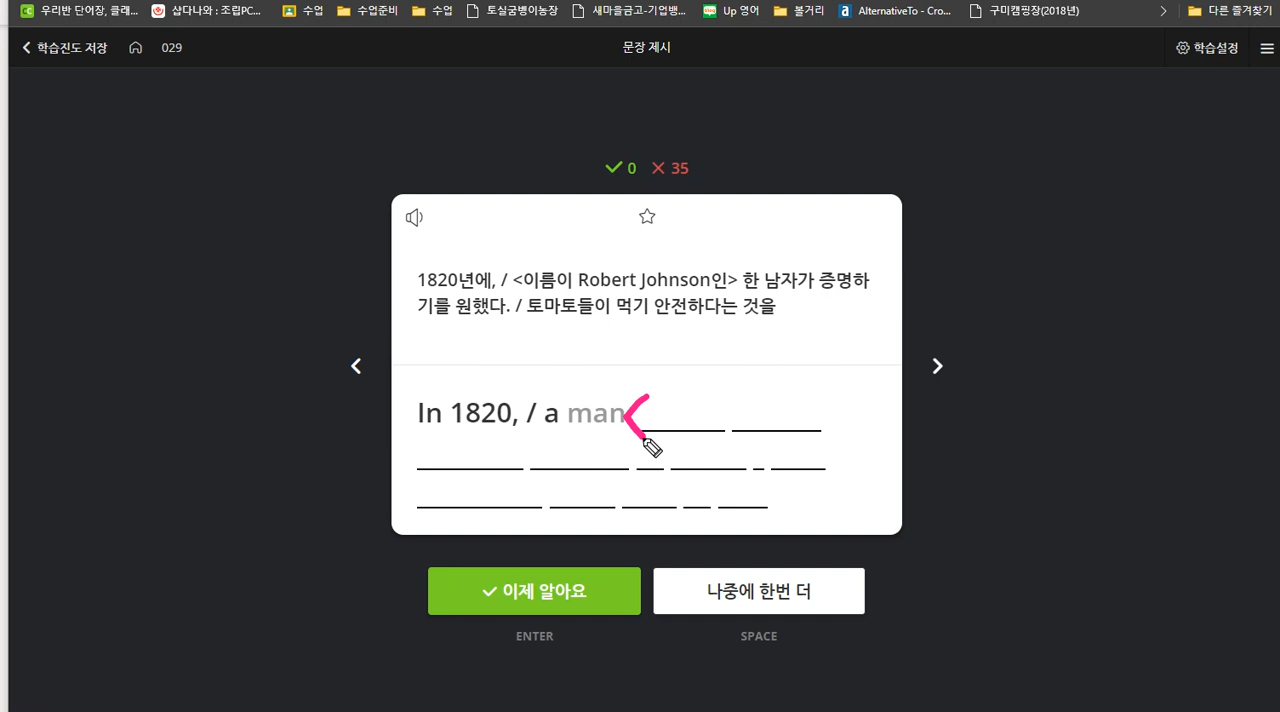 우리반 단어장, 클래... 샵다나와 : 조립PC... 수업 수업준비 수업 토실굼벵이농장 새마을금고-기업뱅... Up 영어 볼거리 AlternativeTo - Cro... 구미캠핑장(2018년) 다른 즐겨찾기
학습진도 저장 029 문장 제시 학습설정
0 35
1820년에, / <이름이 Robert Johnson인> 한 남자가 증명하
기를 원했다. / 토마토들이 먹기 안전하다는 것을
In 1820, / a man
이제 알아요 나중에 한번 더
ENTER SPACE